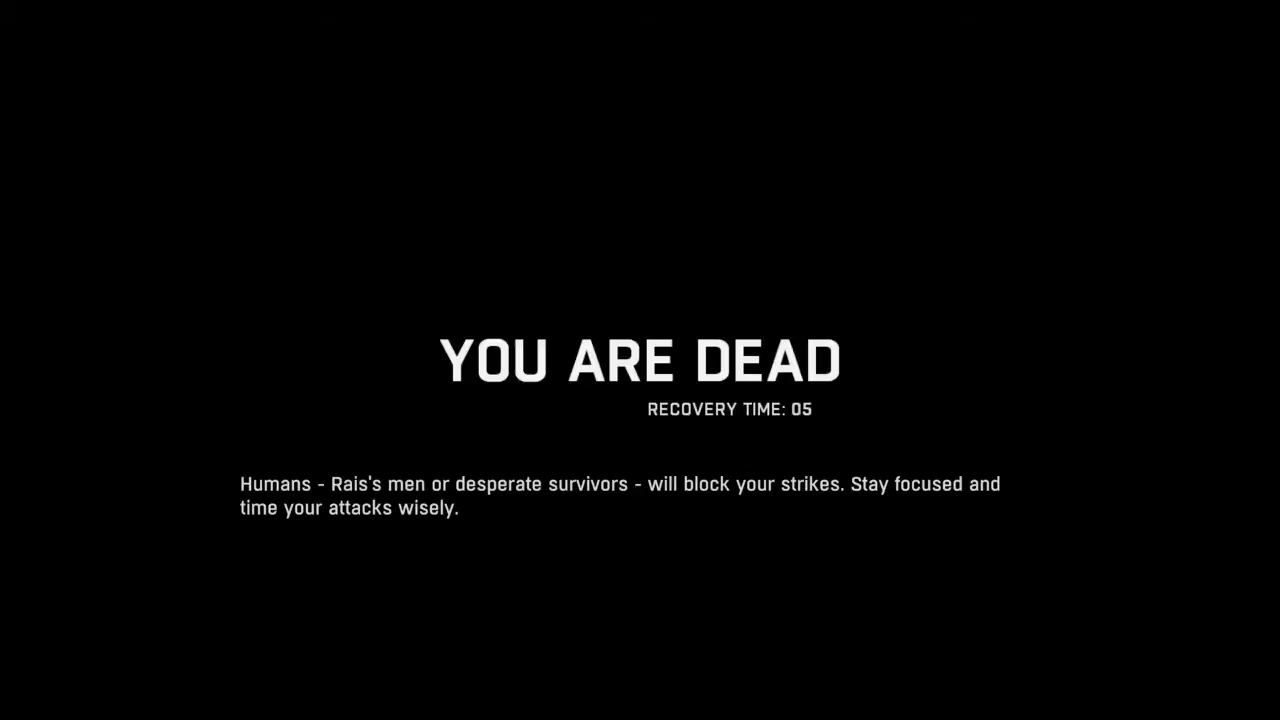 YOU ARE DEAD
RECOVERY TIME: 05
Humans - Rais's men or desperate survivors - will block your strikes. Stay focused and
time your attacks wisely.